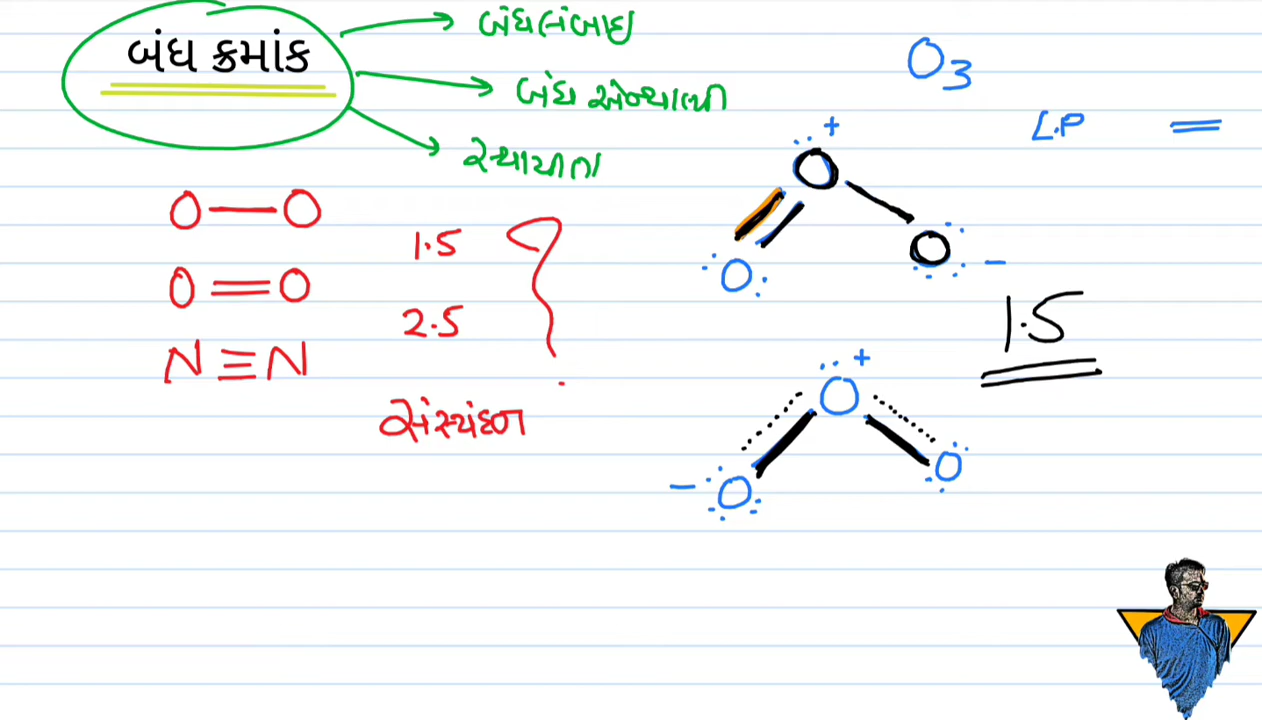 બંધ ક્રમાંક
બંધલંબાઇ
બંધ એન્થાલ્પી
સ્થાયીતા
O3
L.P =
O — O
O = O
N ≡ N
1.5
2.5
સંસ્પંદન
+
O
O
O
−
1.5
+
O
− O
O